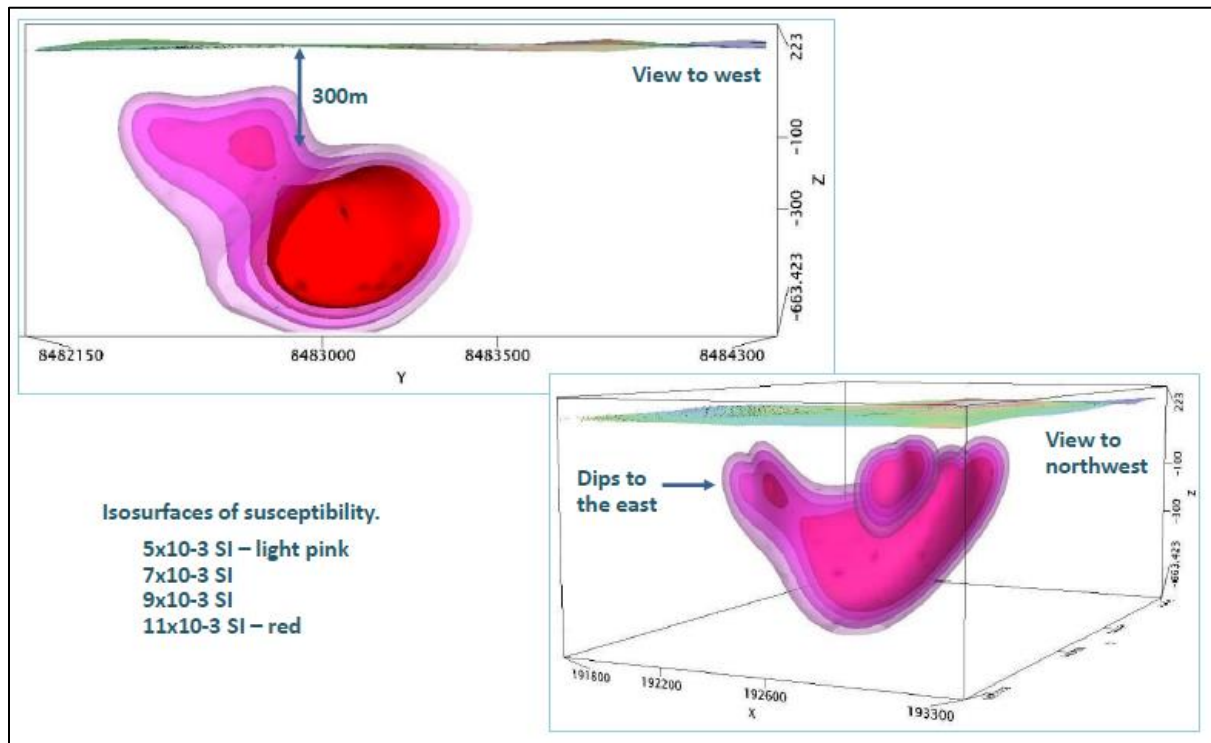 View to west
300m
223
-100
-300
-663.423
Z
8482150
8483000
8483500
8484300
Y
View to
northwest
Dips to
the east
223
-100
-300
-663.423
Z
191800
192200
192600
193300
X
Isosurfaces of susceptibility.
5x10-3 SI – light pink
7x10-3 SI
9x10-3 SI
11x10-3 SI – red